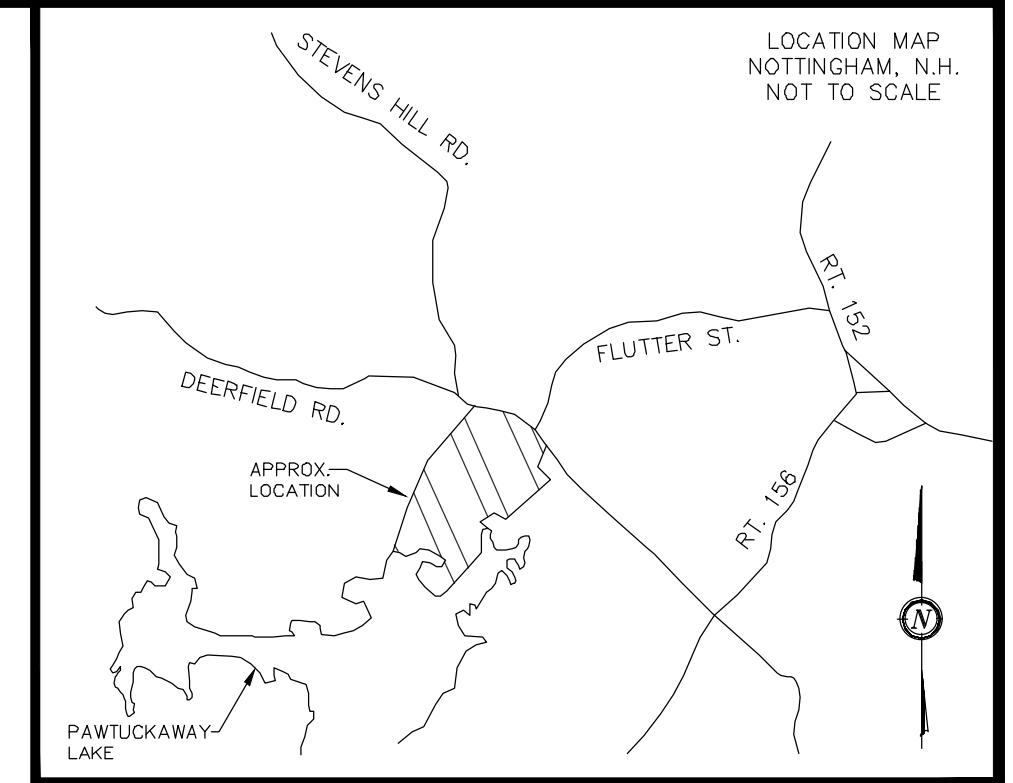 LOCATION MAP
NOTTINGHAM, N.H.
NOT TO SCALE
STEVENS HILL RD.
RT. 152
FLUTTER ST.
DEERFIELD RD.
APPROX.
LOCATION
RT. 156
N
PAWTUCKAWAY
LAKE